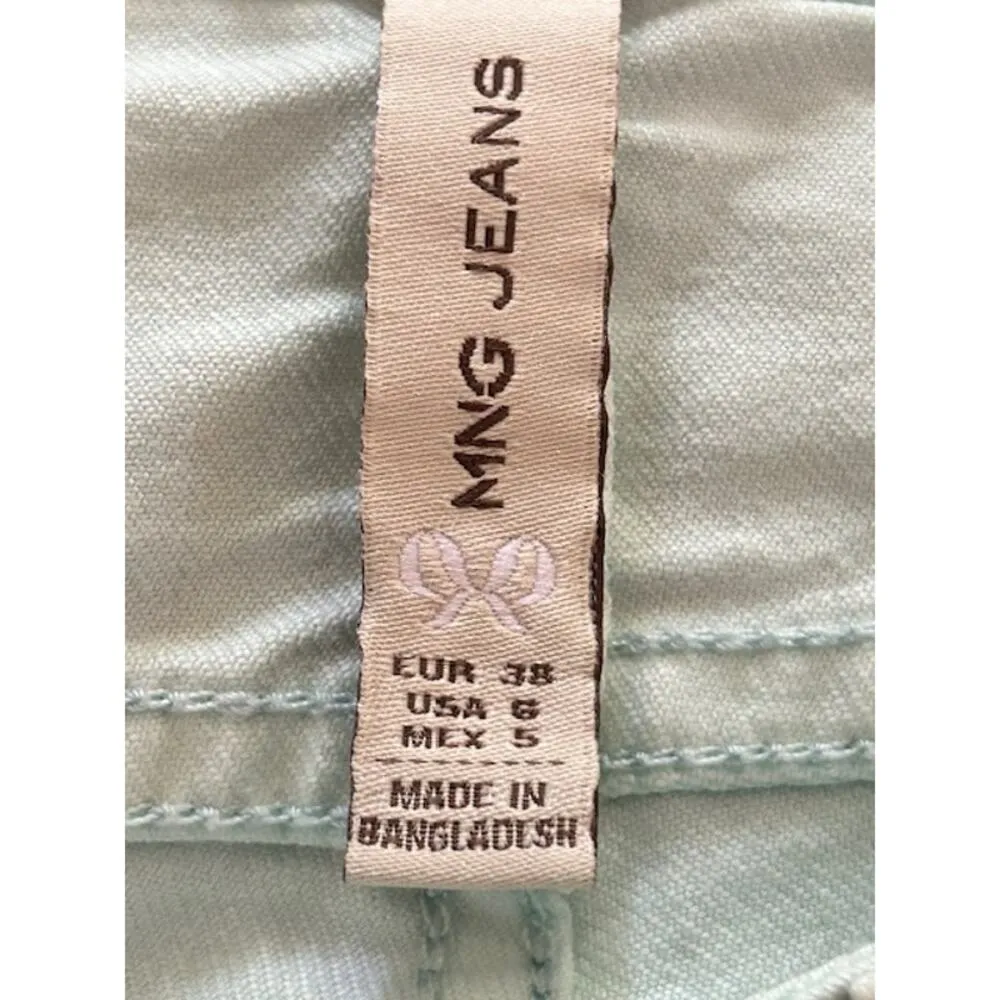 MNG JEANS
EUR 38
USA 6
MEX 5
MADE IN
BANGLADESH